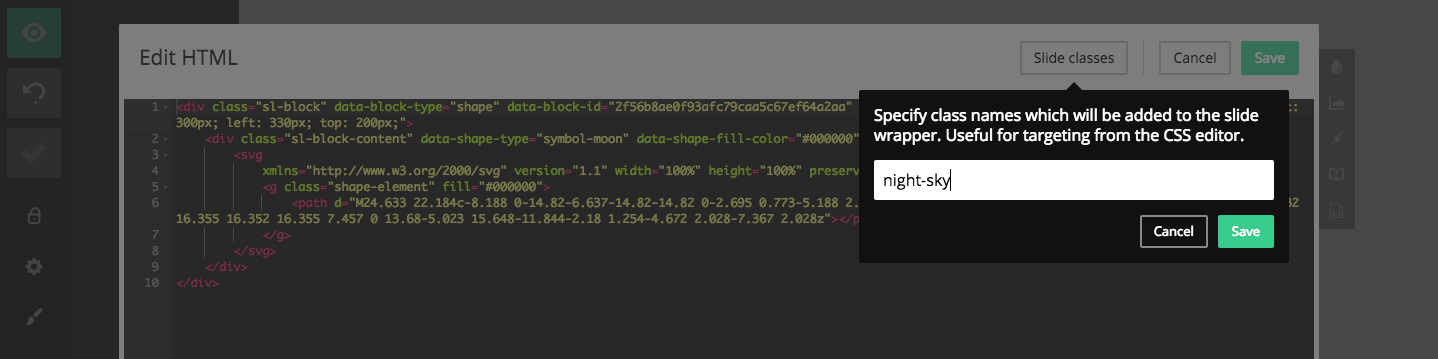 Edit HTML
Slide classes
Cancel
Save
Specify class names which will be added to the slide
wrapper. Useful for targeting from the CSS editor.
night-sky
Cancel
Save
1 <div class="sl-block" data-block-type="shape" data-block-id="2f56b8ae0f93afc79caa5c67ef64a2aa"
300px; left: 330px; top: 200px;">
2 <div class="sl-content" data-shape-type="symbol-moon" data-shape-fill-color="#000000"
3 <svg
4 xmlns="http://www.w3.org/2000/svg" version="1.1" width="100%" height="100%" preserv
5 <g class="shape-element" fill="#000000">
6 <path d="M24.633 22.184c-8.188 0-14.82-6.637-14.82-14.82 0-2.695 0.773-5.188 2.
16.355 16.352 16.355 7.457 0 13.68-5.023 15.648-11.844-2.18 1.254-4.672 2.028-7.367 2.028z"></p
7 </g>
8 </svg>
9 </div>
10 </div>